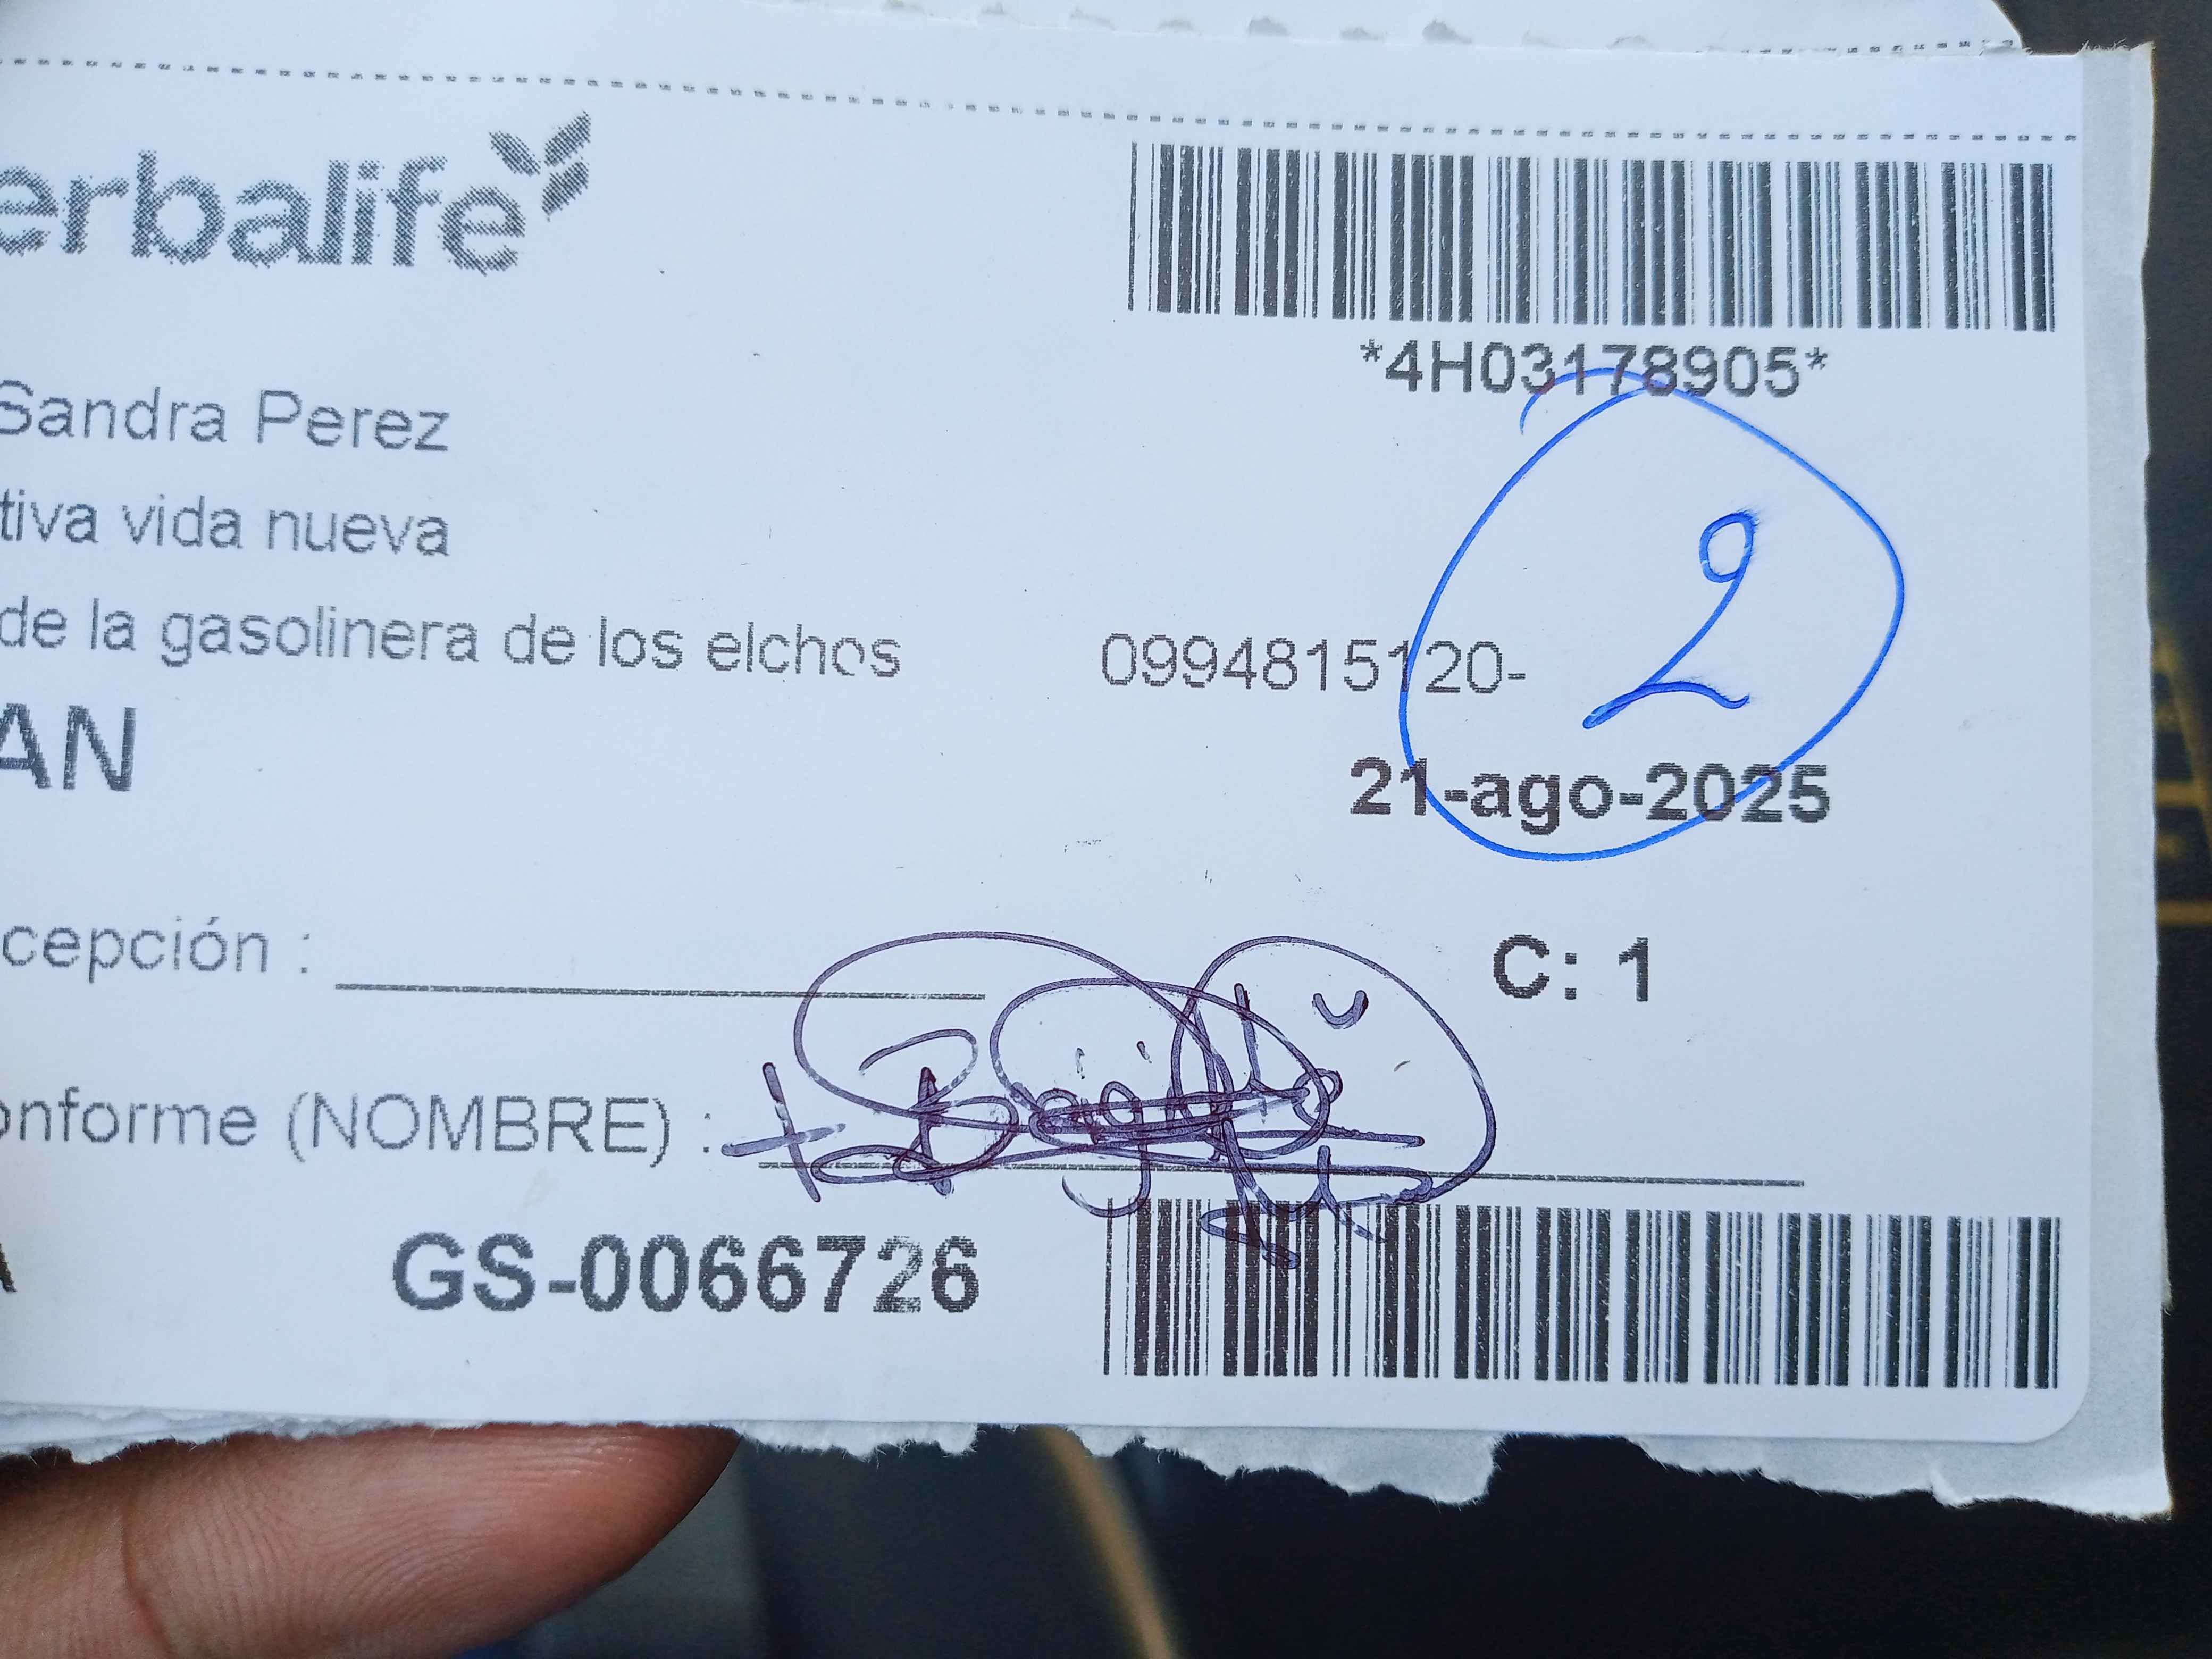 erbalife
*4H03178905*
Sandra Perez
tiva vida nueva
de la gasolinera de los elchos 0994815120-
2
AN
21-ago-2025
cepción :
C: 1
onforme (NOMBRE) :
GS-0066726